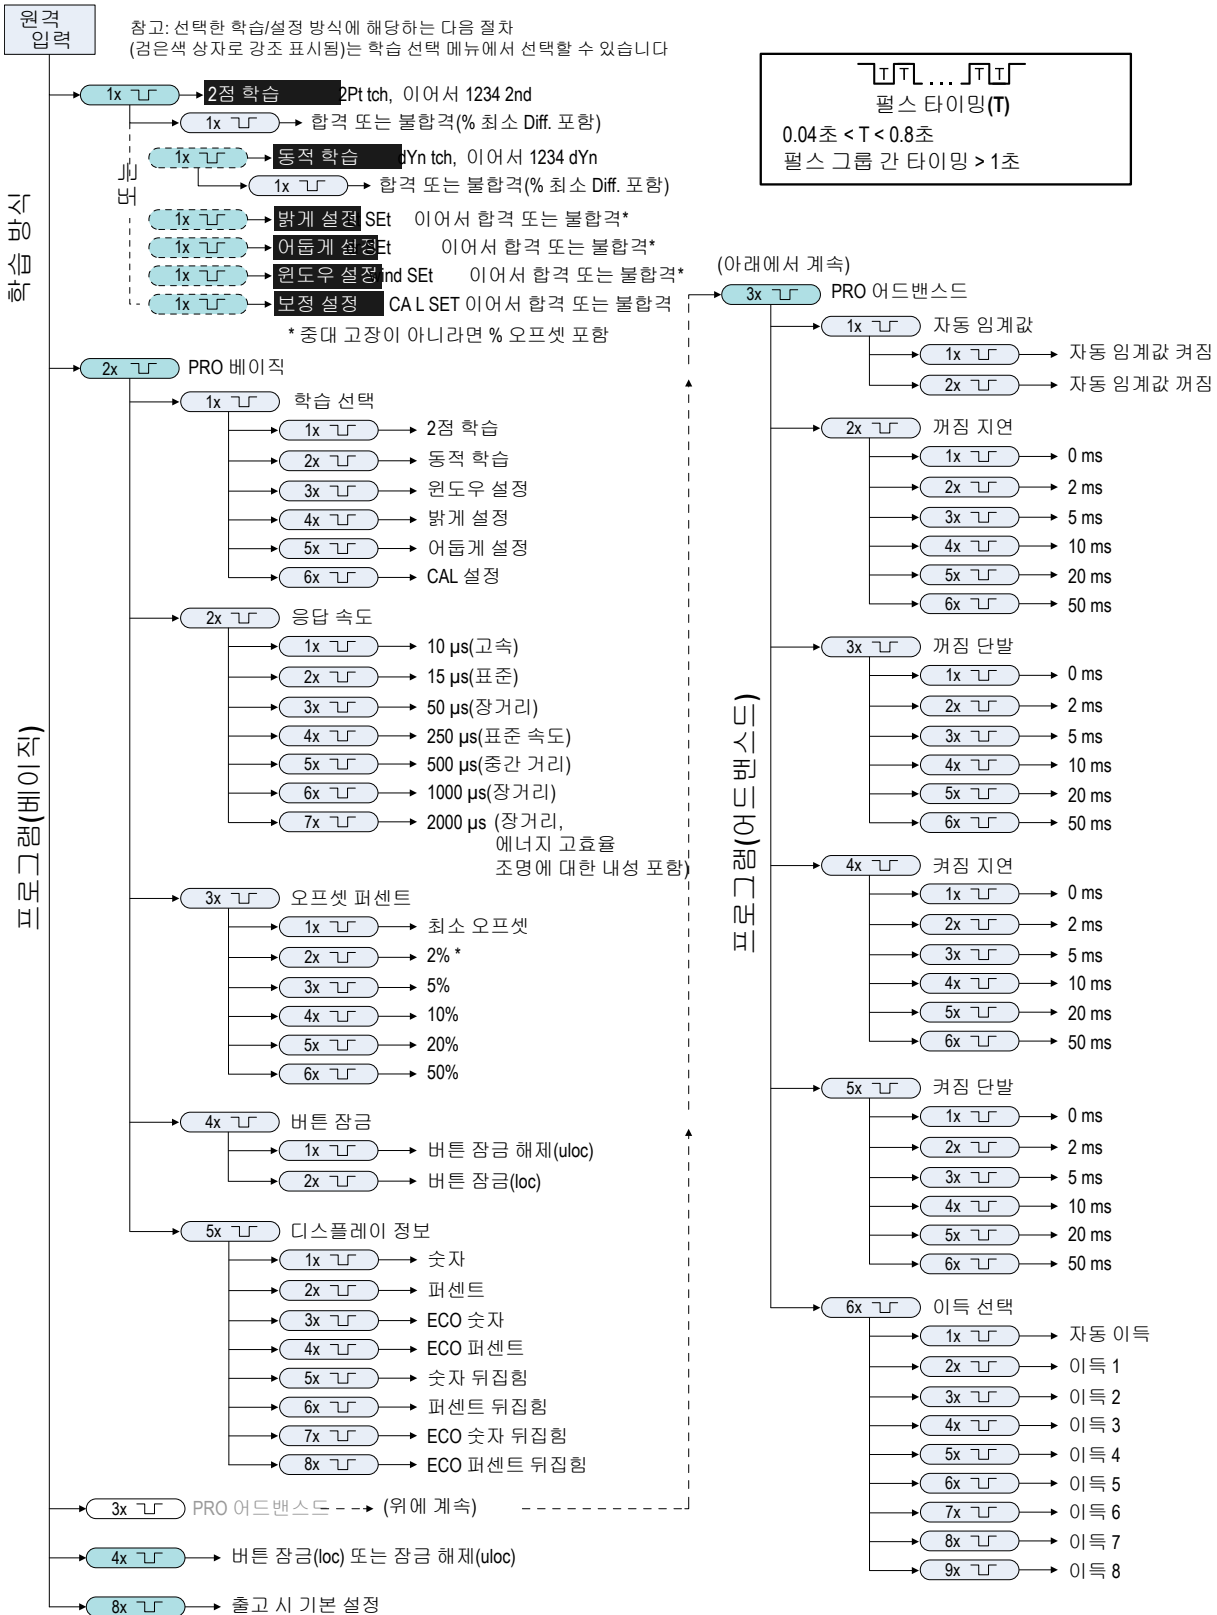 원격
입력
참고: 선택한 학습/설정 방식에 해당하는 다음 절차
(검은색 상자로 강조 표시됨)는 학습 선택 메뉴에서 선택할 수 있습니다
T T ... T T
펄스 타이밍(T)
0.04초 < T < 0.8초
펄스 그룹 간 타이밍 > 1초
학습 방식
1x 2점 학습 2Pt tch, 이어서 1234 2nd
1x 합격 또는 불합격(% 최소 Diff. 포함)
또는
1x 동적 학습 dYn tch, 이어서 1234 dYn
1x 합격 또는 불합격(% 최소 Diff. 포함)
1x 밝게 설정 SEt 이어서 합격 또는 불합격*
1x 어둡게 설정 Et 이어서 합격 또는 불합격*
1x 윈도우 설정 ind SEt 이어서 합격 또는 불합격*
1x 보정 설정 CA L SET 이어서 합격 또는 불합격
* 중대 고장이 아니라면 % 오프셋 포함
프로그램(베이직)
2x PRO 베이직
1x 학습 선택
1x 2점 학습
2x 동적 학습
3x 윈도우 설정
4x 밝게 설정
5x 어둡게 설정
6x CAL 설정
2x 응답 속도
1x 10 µs(고속)
2x 15 µs(표준)
3x 50 µs(장거리)
4x 250 µs(표준 속도)
5x 500 µs(중간 거리)
6x 1000 µs(장거리)
7x 2000 µs (장거리,
에너지 고효율
조명에 대한 내성 포함)
3x 오프셋 퍼센트
1x 최소 오프셋
2x 2% *
3x 5%
4x 10%
5x 20%
6x 50%
4x 버튼 잠금
1x 버튼 잠금 해제(uloc)
2x 버튼 잠금(loc)
5x 디스플레이 정보
1x 숫자
2x 퍼센트
3x ECO 숫자
4x ECO 퍼센트
5x 숫자 뒤집힘
6x 퍼센트 뒤집힘
7x ECO 숫자 뒤집힘
8x ECO 퍼센트 뒤집힘
3x PRO 어드밴스드 (위에 계속)
4x 버튼 잠금(loc) 또는 잠금 해제(uloc)
8x 출고 시 기본 설정
(아래에서 계속)
프로그램(어드밴스드)
3x PRO 어드밴스드
1x 자동 임계값
1x 자동 임계값 켜짐
2x 자동 임계값 꺼짐
2x 꺼짐 지연
1x 0 ms
2x 2 ms
3x 5 ms
4x 10 ms
5x 20 ms
6x 50 ms
3x 꺼짐 단발
1x 0 ms
2x 2 ms
3x 5 ms
4x 10 ms
5x 20 ms
6x 50 ms
4x 켜짐 지연
1x 0 ms
2x 2 ms
3x 5 ms
4x 10 ms
5x 20 ms
6x 50 ms
5x 켜짐 단발
1x 0 ms
2x 2 ms
3x 5 ms
4x 10 ms
5x 20 ms
6x 50 ms
6x 이득 선택
1x 자동 이득
2x 이득 1
3x 이득 2
4x 이득 3
5x 이득 4
6x 이득 5
7x 이득 6
8x 이득 7
9x 이득 8